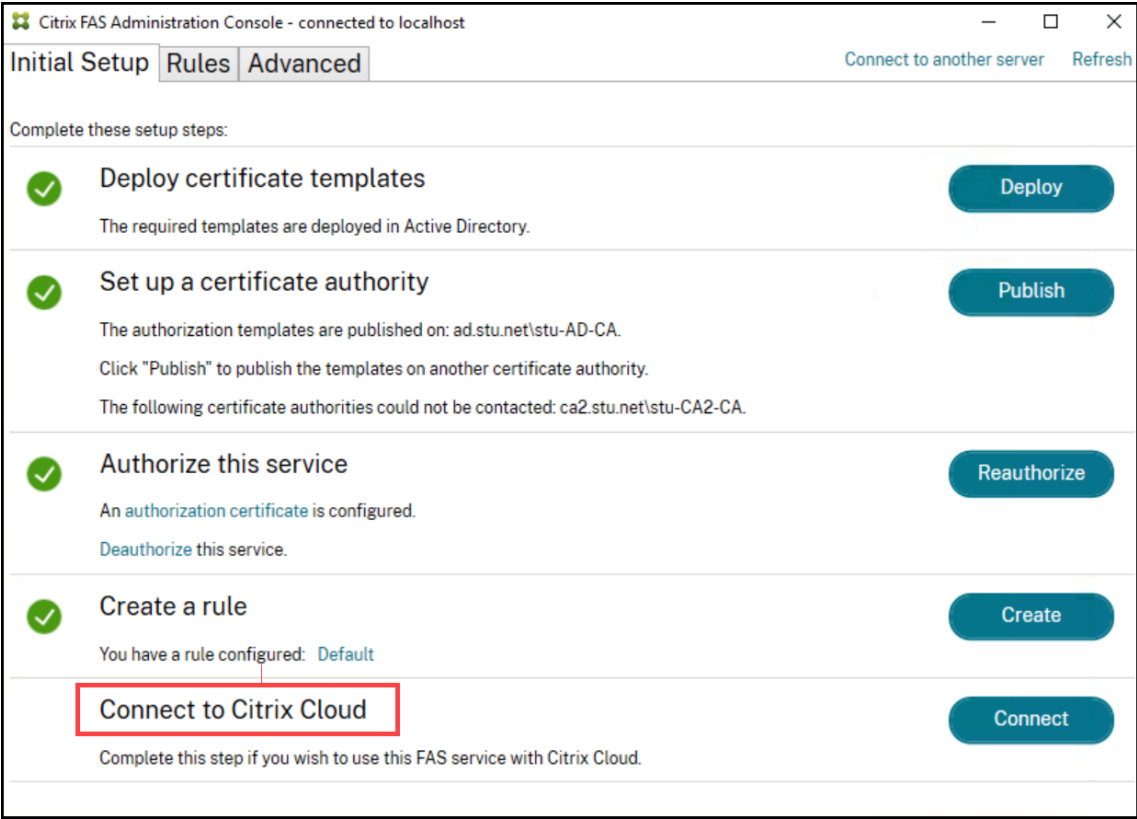 Citrix FAS Administration Console - connected to localhost
Initial Setup Rules Advanced Connect to another server Refresh
Complete these setup steps:
Deploy certificate templates
Deploy
The required templates are deployed in Active Directory.
Set up a certificate authority
Publish
The authorization templates are published on: ad.stu.net\stu-AD-CA.
Click "Publish" to publish the templates on another certificate authority.
The following certificate authorities could not be contacted: ca2.stu.net\stu-CA2-CA.
Authorize this service
Reauthorize
An authorization certificate is configured.
Deauthorize this service.
Create a rule
Create
You have a rule configured: Default
Connect to Citrix Cloud
Connect
Complete this step if you wish to use this FAS service with Citrix Cloud.